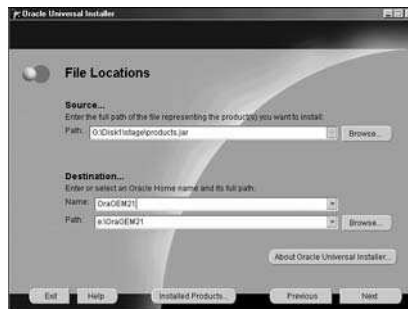 Oracle Universal Installer
File Locations
Source...
Enter the full path of the file representing the product(s) you want to install:
Path: O:\Disk1\stage\products.jar Browse...
Destination...
Enter or select an Oracle Home name and its full path.
Name: OraOEM21
Path: e:\OraOEM21 Browse...
About Oracle Universal Installer...
Exit Help Installed Products... Previous Next